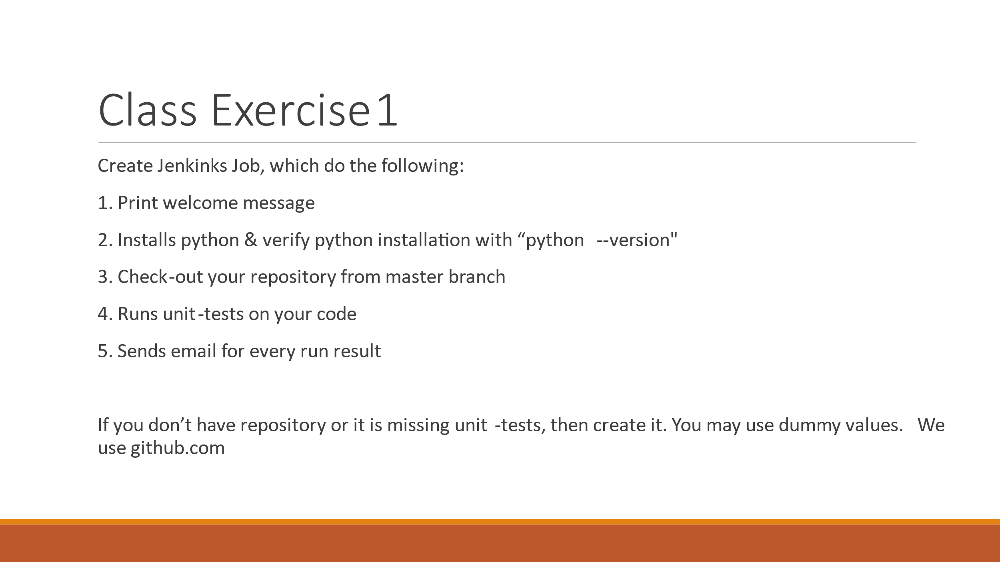 Class Exercise1
Create Jenkinks Job, which do the following:
1. Print welcome message
2. Installs python & verify python installation with “python --version"
3. Check-out your repository from master branch
4. Runs unit-tests on your code
5. Sends email for every run result
If you don’t have repository or it is missing unit -tests, then create it. You may use dummy values. We
use github.com